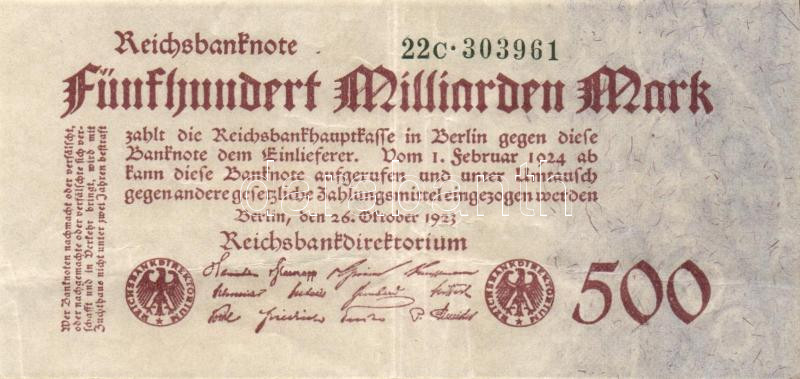 Reichsbanknote
22C·303961
Fünfhundert Milliarden Mark
zahlt die Reichsbankhauptkasse in Berlin gegen diese
Banknote dem Einlieferer. Vom 1. Februar 1924 ab
kann diese Banknote aufgerufen und unter Umtausch
gegen andere gesetzliche Zahlungsmittel eingezogen werden
Berlin, den 26. Oktober 1923
Reichsbankdirektorium
Wer Banknoten nachmacht oder verfälscht,
oder nachgemachte oder verfälschte sich ver-
schafft und in Verkehr bringt, wird mit
Zuchthaus nicht unter zwei Jahren bestraft
REICHSBANKDIREKTORIUM
REICHSBANKDIREKTORIUM
500